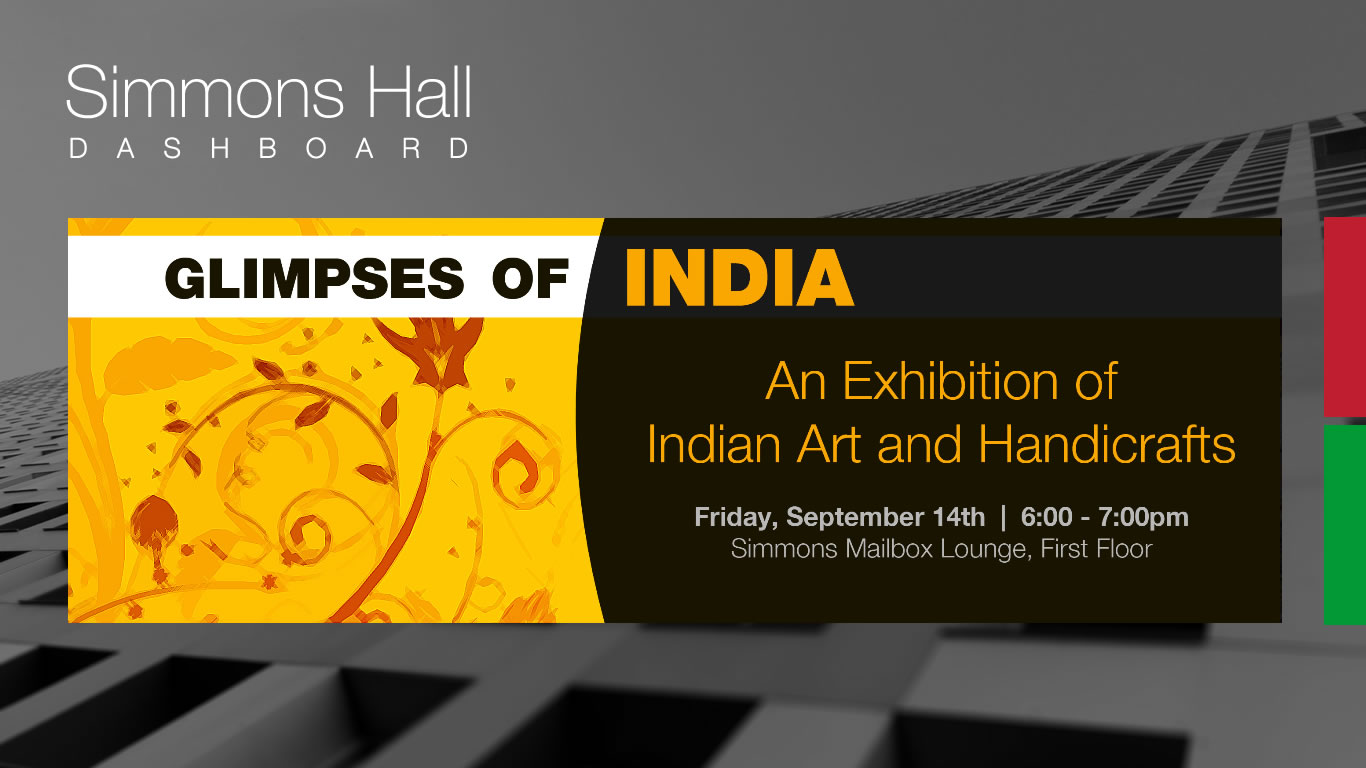 Simmons Hall
DASHBOARD
GLIMPSES OF INDIA
An Exhibition of
Indian Art and Handicrafts
Friday, September 14th | 6:00 - 7:00pm
Simmons Mailbox Lounge, First Floor